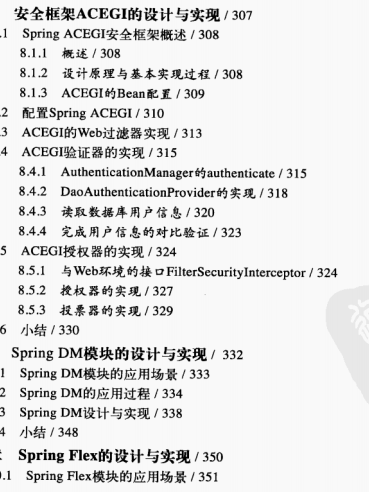 安全框架ACEGI的设计与实现 / 307
.1 Spring ACEGI安全框架概述 / 308
8.1.1 概述 / 308
8.1.2 设计原理与基本实现过程 / 308
8.1.3 ACEGI的Bean配置 / 309
.2 配置Spring ACEGI / 310
.3 ACEGI的Web过滤器实现 / 313
.4 ACEGI验证器的实现 / 315
8.4.1 AuthenticationManager的authenticate / 315
8.4.2 DaoAuthenticationProvider的实现 / 318
8.4.3 读取数据库用户信息 / 320
8.4.4 完成用户信息的对比验证 / 323
.5 ACEGI授权器的实现 / 324
8.5.1 与Web环境的接口FilterSecurityInterceptor / 324
8.5.2 授权器的实现 / 327
8.5.3 投票器的实现 / 329
.6 小结 / 330
Spring DM模块的设计与实现 / 332
1 Spring DM模块的应用场景 / 333
2 Spring DM的应用过程 / 334
3 Spring DM设计与实现 / 338
4 小结 / 348
Spring Flex的设计与实现 / 350
0.1 Spring Flex模块的应用场景 / 351